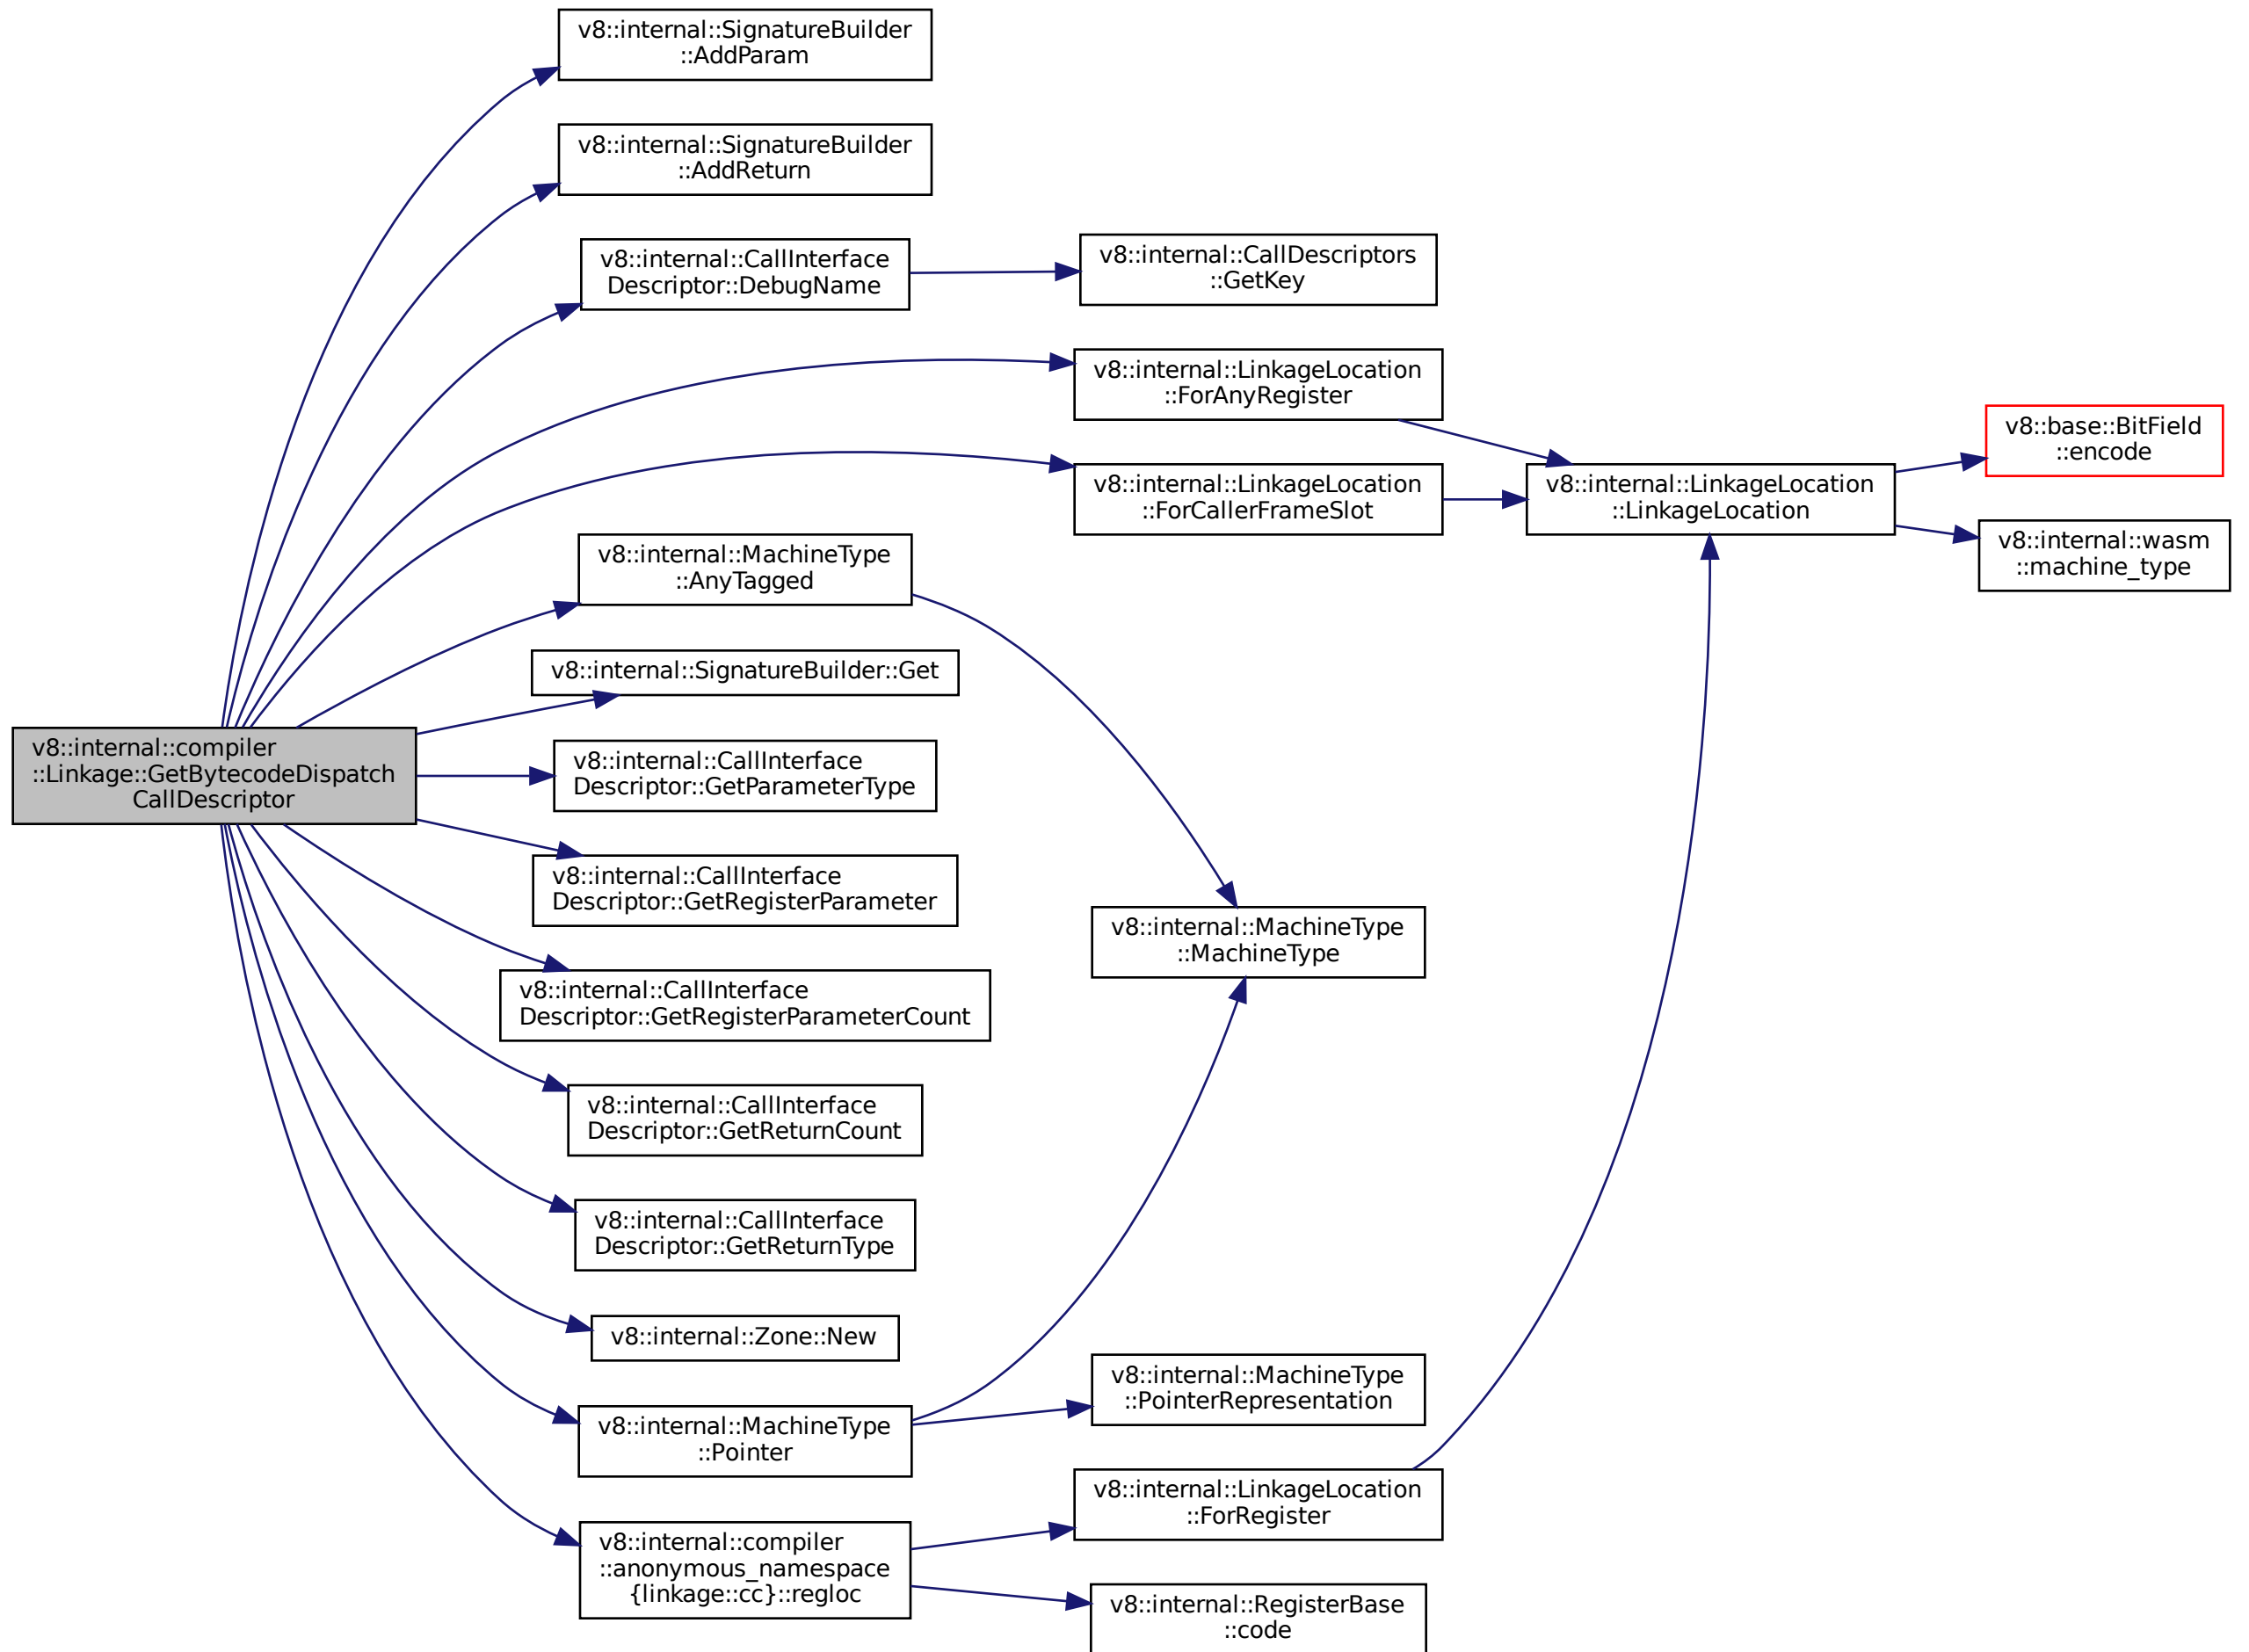 v8::internal::SignatureBuilder
::AddParam
v8::internal::SignatureBuilder
::AddReturn
v8::internal::CallInterface
Descriptor::DebugName
v8::internal::CallDescriptors
::GetKey
v8::internal::LinkageLocation
::ForAnyRegister
v8::internal::LinkageLocation
::ForCallerFrameSlot
v8::internal::LinkageLocation
::LinkageLocation
v8::base::BitField
::encode
v8::internal::wasm
::machine_type
v8::internal::MachineType
::AnyTagged
v8::internal::SignatureBuilder::Get
v8::internal::compiler
::Linkage::GetBytecodeDispatch
CallDescriptor
v8::internal::CallInterface
Descriptor::GetParameterType
v8::internal::CallInterface
Descriptor::GetRegisterParameter
v8::internal::MachineType
::MachineType
v8::internal::CallInterface
Descriptor::GetRegisterParameterCount
v8::internal::CallInterface
Descriptor::GetReturnCount
v8::internal::CallInterface
Descriptor::GetReturnType
v8::internal::Zone::New
v8::internal::MachineType
::Pointer
v8::internal::MachineType
::PointerRepresentation
v8::internal::LinkageLocation
::ForRegister
v8::internal::compiler
::anonymous_namespace
{linkage::cc}::regloc
v8::internal::RegisterBase
::code